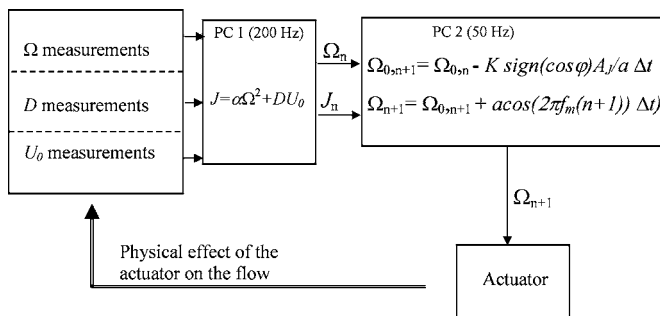 Ω measurements
D measurements
U₀ measurements
PC 1 (200 Hz)
J=αΩ²+DU₀
Ωₙ
Jₙ
PC 2 (50 Hz)
Ω₀,ₙ₊₁= Ω₀,ₙ - K sign(cosφ)A_J/a Δt
Ωₙ₊₁= Ω₀,ₙ₊₁ + acos(2πfₘ(n+1)) Δt)
Ωₙ₊₁
Physical effect of the
actuator on the flow
Actuator